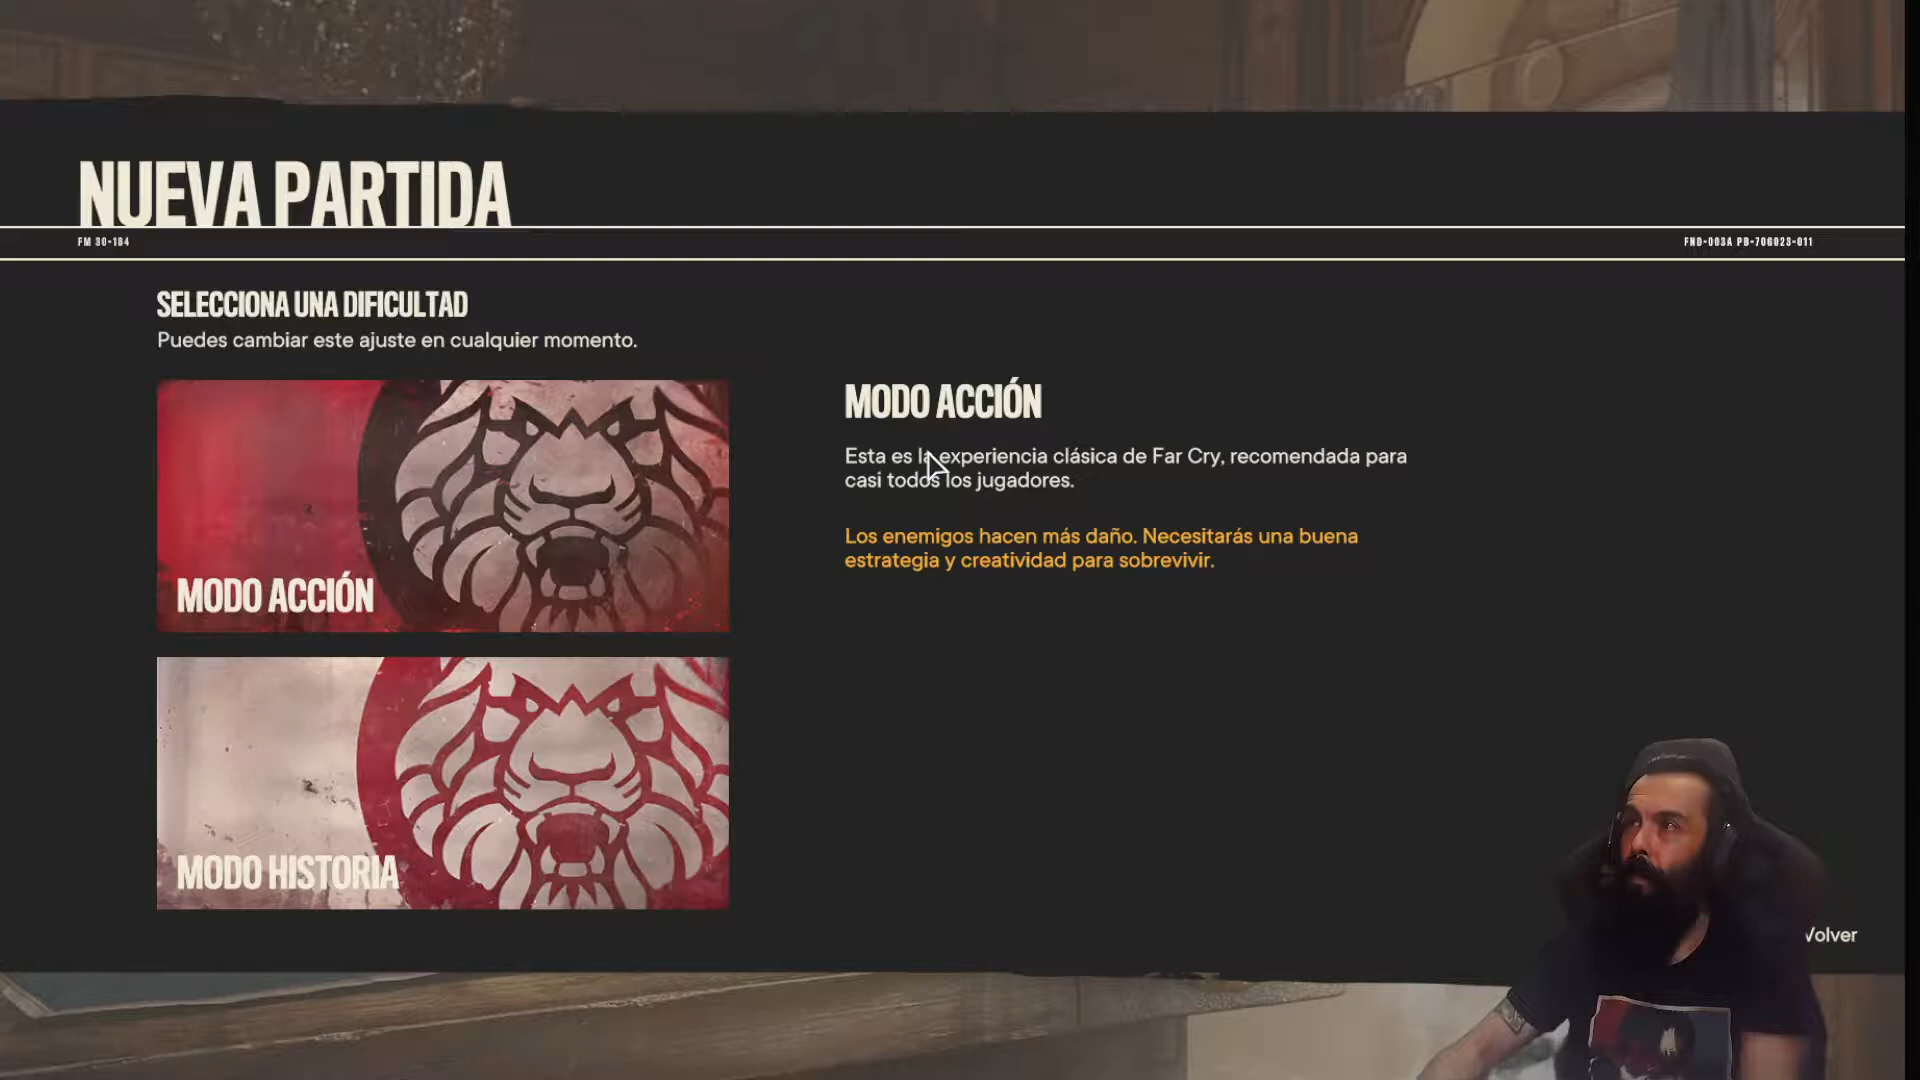 NUEVA PARTIDA
FM 30-184
FND-003A PB-706023-011
SELECCIONA UNA DIFICULTAD
Puedes cambiar este ajuste en cualquier momento.
MODO ACCIÓN
MODO HISTORIA
MODO ACCIÓN
Esta es la experiencia clásica de Far Cry, recomendada para
casi todos los jugadores.
Los enemigos hacen más daño. Necesitarás una buena
estrategia y creatividad para sobrevivir.
Volver